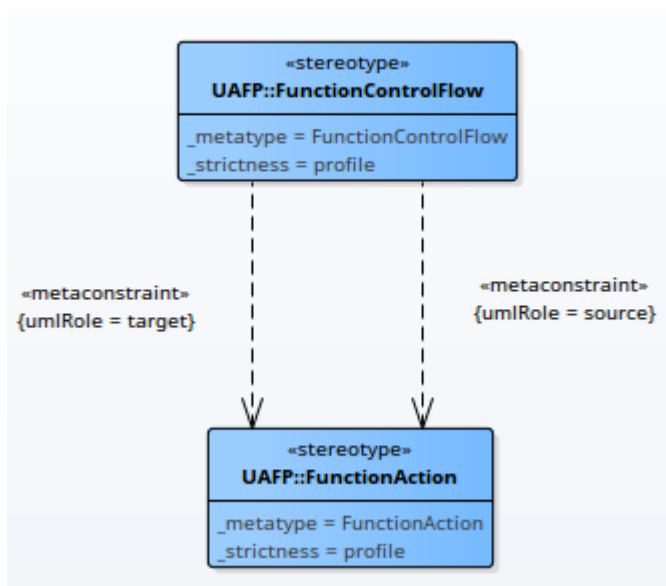 «stereotype»
UAFP::FunctionControlFlow
_metatype = FunctionControlFlow
_strictness = profile
«metaconstraint»
{umlRole = target}
«metaconstraint»
{umlRole = source}
«stereotype»
UAFP::FunctionAction
_metatype = FunctionAction
_strictness = profile